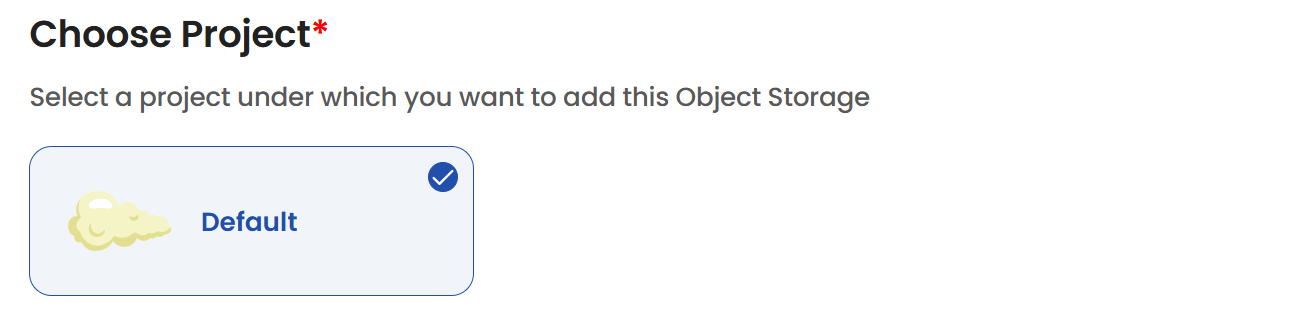 Choose Project*
Select a project under which you want to add this Object Storage
Default